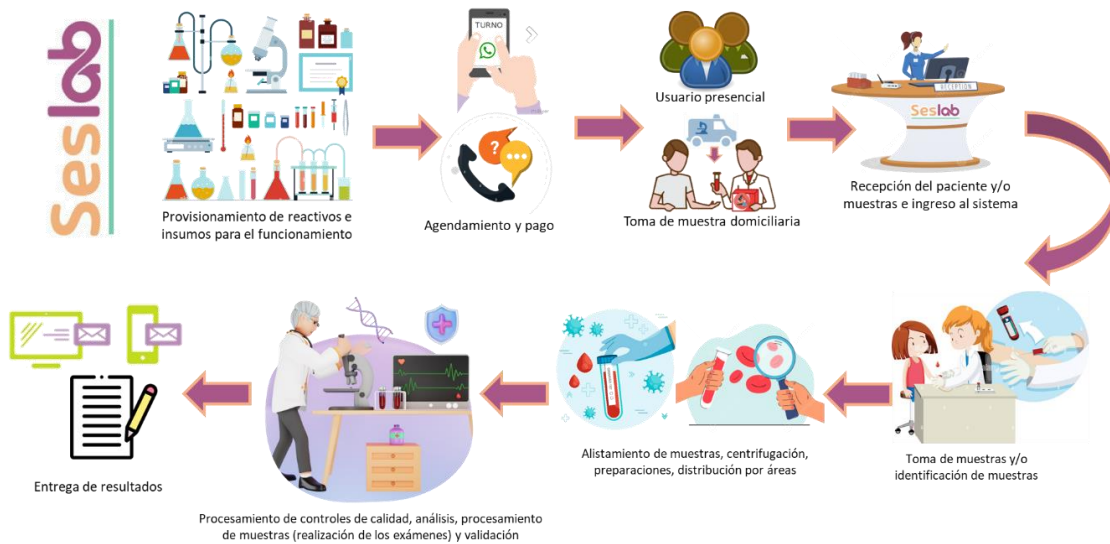 Seslab
Provisionamiento de reactivos e
insumos para el funcionamiento
TURNO
?
Agendamiento y pago
Usuario presencial
Toma de muestra domiciliaria
RECEPTION
Seslab
Recepción del paciente y/o
muestras e ingreso al sistema
Toma de muestras y/o
identificación de muestras
Alistamiento de muestras, centrifugación,
preparaciones, distribución por áreas
Procesamiento de controles de calidad, análisis, procesamiento
de muestras (realización de los exámenes) y validación
Entrega de resultados